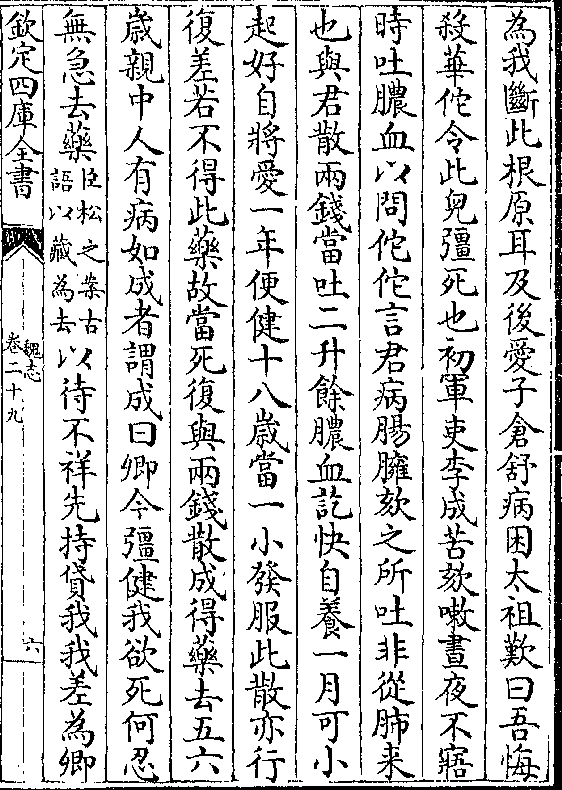 為我斷此根原耳及後愛子倉舒病困太祖歎曰吾悔
殺華佗令此兒彊死也初軍吏李成苦欬嗽晝夜不寤
時吐膿血以問佗佗言君病腸臃欬之所吐非從肺来
也與君散兩錢當吐二升餘膿血訖快自養一月可小
起好自將愛一年便健十八歲當一小發服此散亦行
復差若不得此藥故當死復與兩錢散成得藥去五六
歲親中人有病如成者謂成曰卿今彊健我欲死何忍
無急去藥臣松之案古語以藏為去以待不祥先持貸我我差為卿
欽定四庫全書
魏志
卷二十九
六